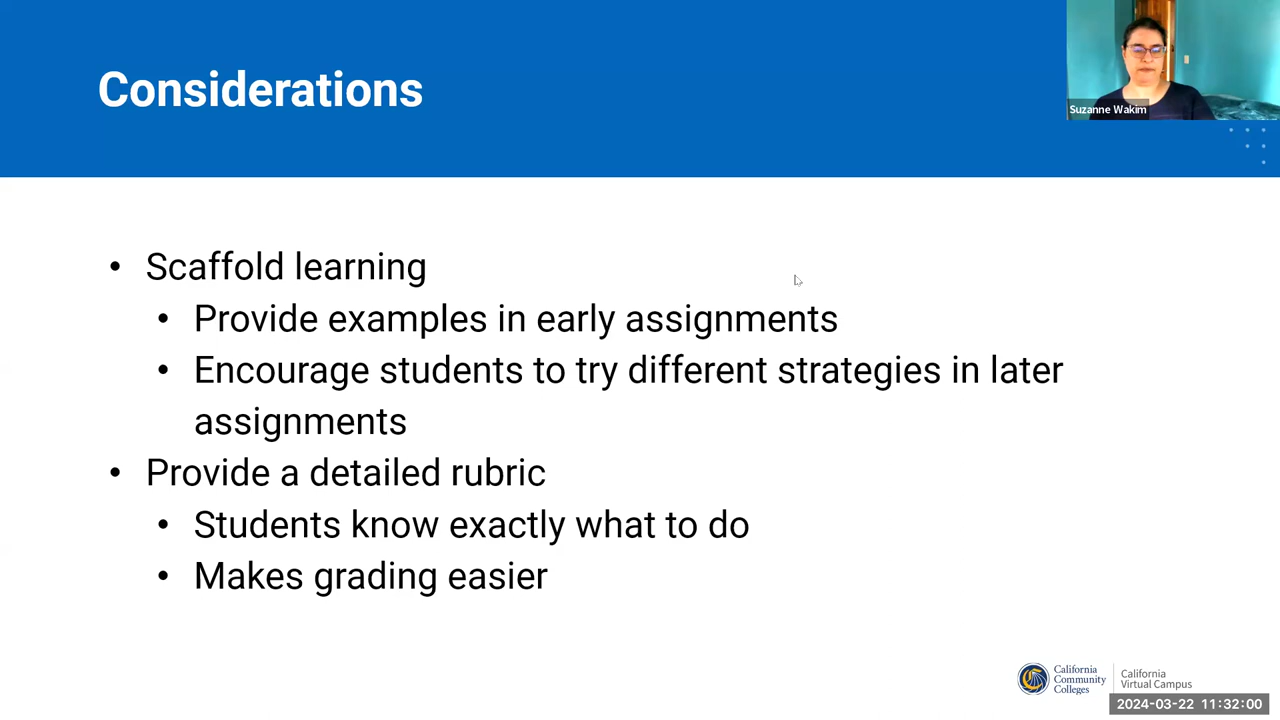 Considerations
Suzanne Wakim
• Scaffold learning
• Provide examples in early assignments
• Encourage students to try different strategies in later
assignments
• Provide a detailed rubric
• Students know exactly what to do
• Makes grading easier
California
Community
Colleges
California
Virtual Campus
2024-03-22 11:32:00